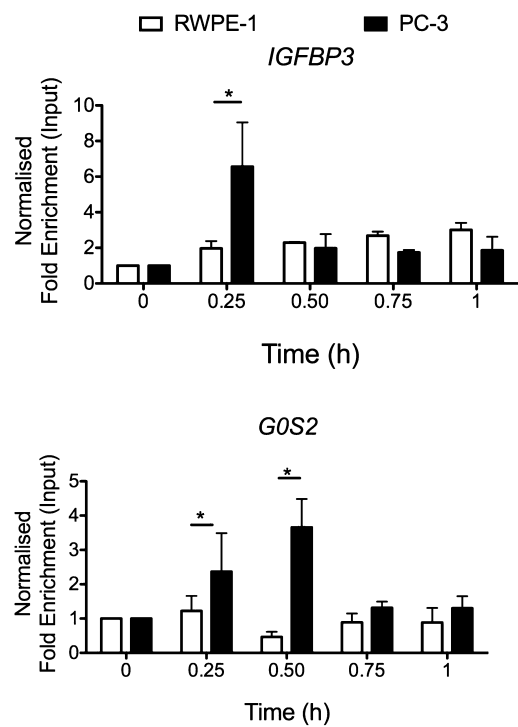 RWPE-1 PC-3
IGFBP3
*
10
8
6
4
2
0
Normalised
Fold Enrichment (Input)
0 0.25 0.50 0.75 1
Time (h)
G0S2
*
*
5
4
3
2
1
0
Normalised
Fold Enrichment (Input)
0 0.25 0.50 0.75 1
Time (h)